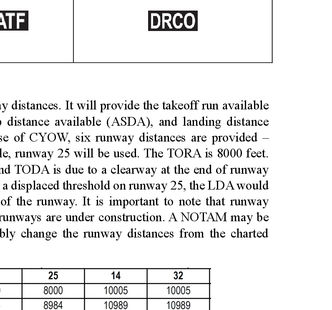 ATF DRCO
y distances. It will provide the takeoff run available
distance available (ASDA), and landing distance
se of CYOW, six runway distances are provided –
le, runway 25 will be used. The TORA is 8000 feet.
nd TODA is due to a clearway at the end of runway
a displaced threshold on runway 25, the LDA would
of the runway. It is important to note that runway
runways are under construction. A NOTAM may be
bly change the runway distances from the charted
25 14 32
8000 10005 10005
8984 10989 10989